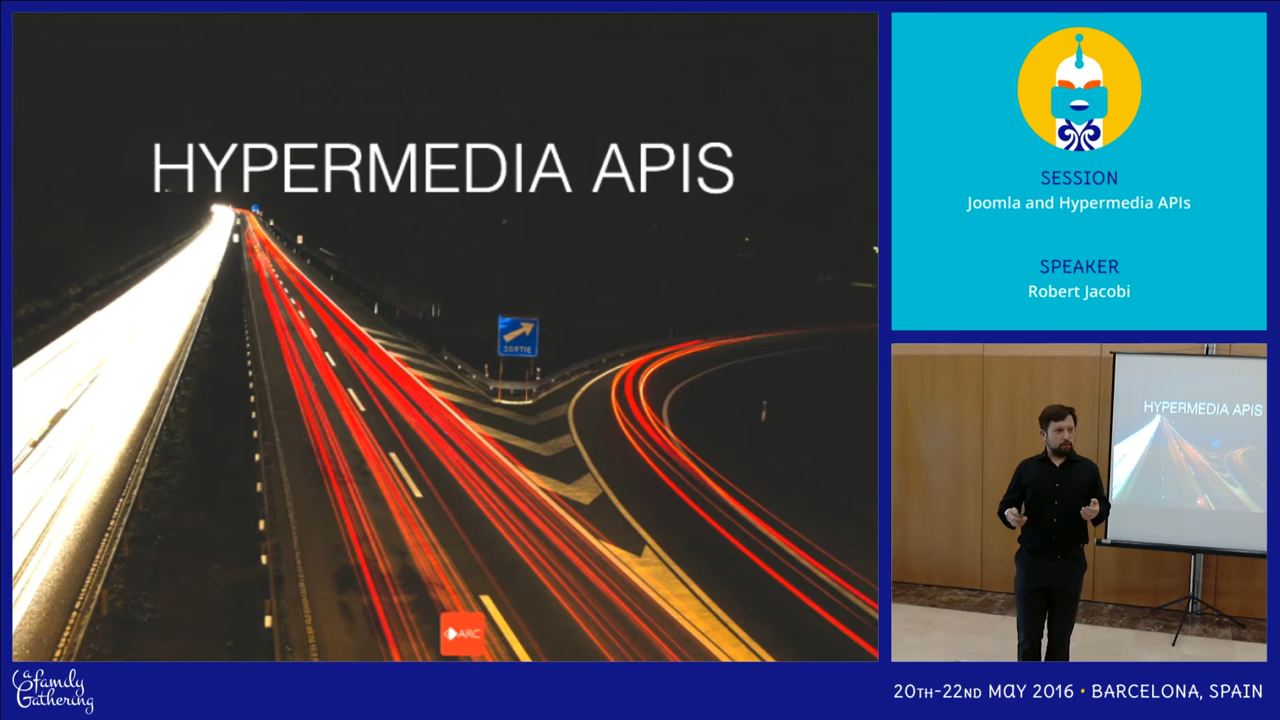 HYPERMEDIA APIS
SORTIE
ARC
SESSION
Joomla and Hypermedia APIs
SPEAKER
Robert Jacobi
HYPERMEDIA APIS
a family
Gathering
20TH-22ND MAY 2016 • BARCELONA, SPAIN